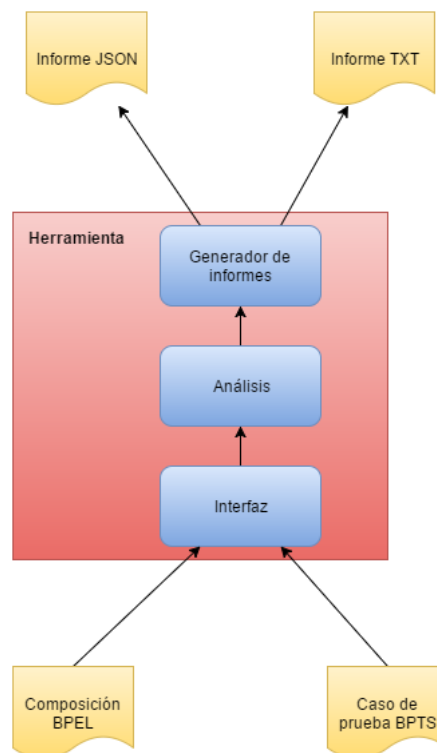 Informe JSON
Informe TXT
Herramienta
Generador de
informes
Análisis
Interfaz
Composición
BPEL
Caso de
prueba BPTS